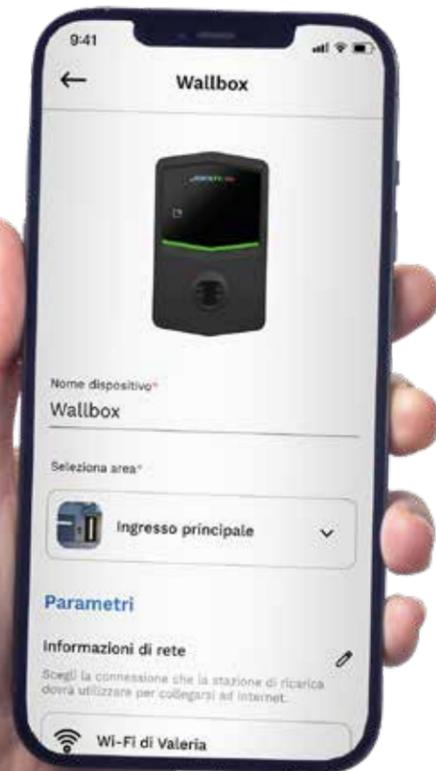 9:41
Wallbox
Nome dispositivo*
Wallbox
Seleziona area*
Ingresso principale
Parametri
Informazioni di rete
Scegli la connessione che la stazione di ricarica
dovrà utilizzare per collegarsi ad internet.
Wi-Fi di Valeria